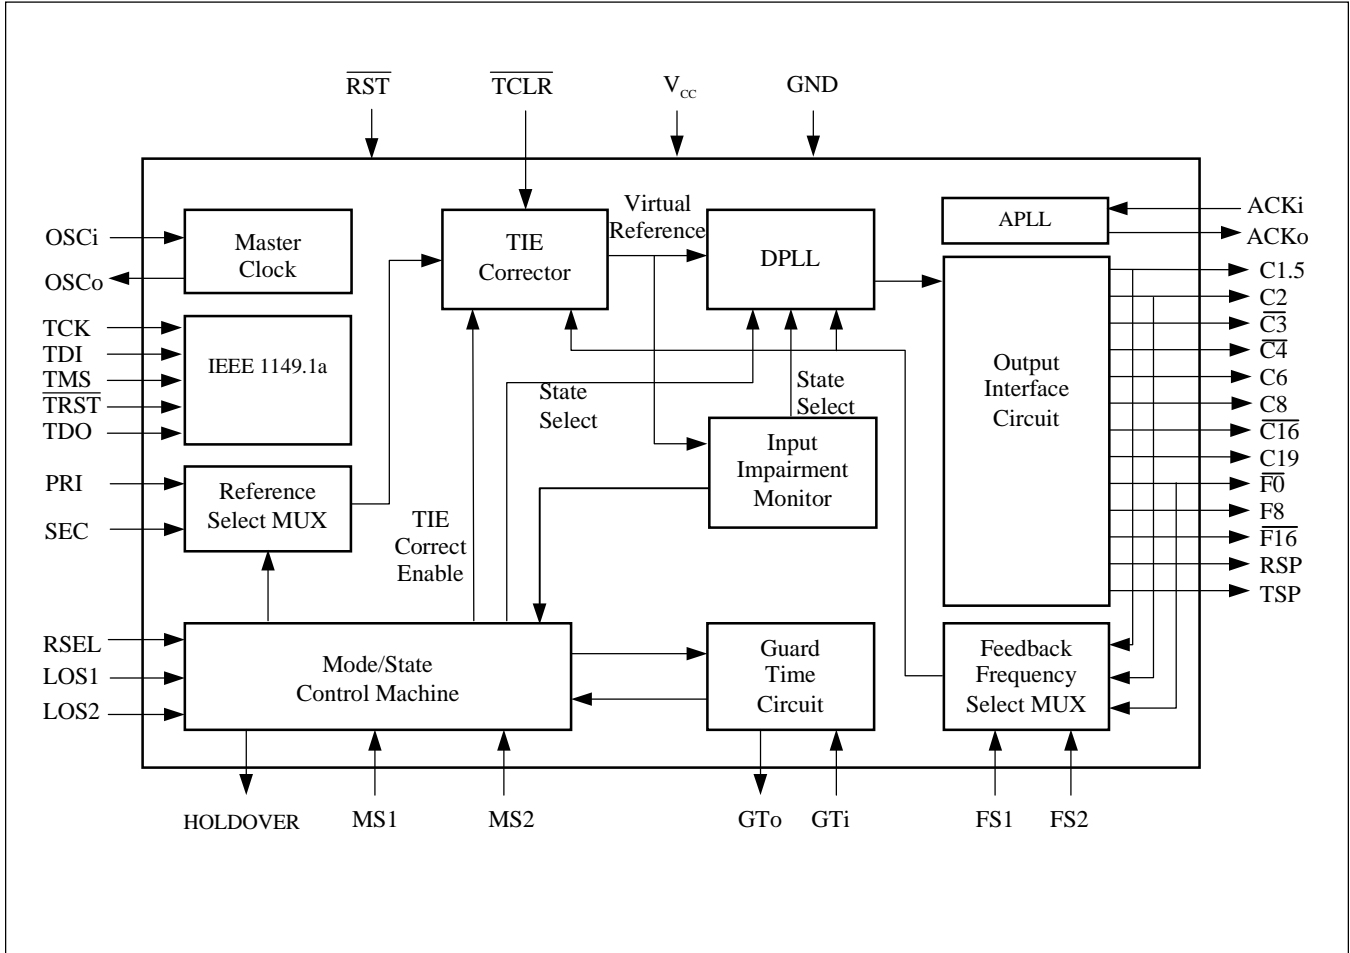 RST
TCLR
VCC
GND
OSCi
OSCo
TCK
TDI
TMS
TRST
TDO
PRI
SEC
RSEL
LOS1
LOS2
Master
Clock
IEEE 1149.1a
Reference
Select MUX
TIE
Corrector
Virtual
Reference
DPLL
APLL
Output
Interface
Circuit
State
Select
State
Select
Input
Impairment
Monitor
TIE
Correct
Enable
Mode/State
Control Machine
Guard
Time
Circuit
Feedback
Frequency
Select MUX
ACKi
ACKo
C1.5
C2
C3
C4
C6
C8
C16
C19
F0
F8
F16
RSP
TSP
HOLDOVER
MS1
MS2
GTo
GTi
FS1
FS2